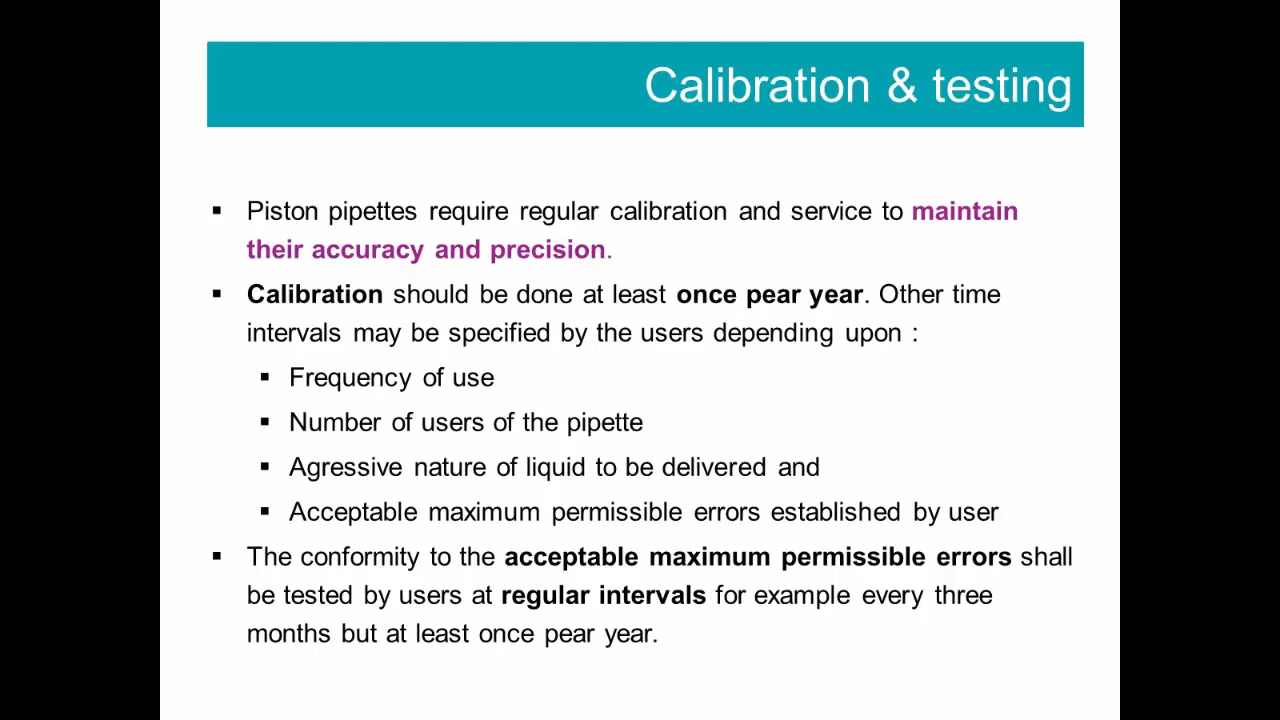 Calibration & testing
▪ Piston pipettes require regular calibration and service to maintain
their accuracy and precision.
▪ Calibration should be done at least once pear year. Other time
intervals may be specified by the users depending upon :
▪ Frequency of use
▪ Number of users of the pipette
▪ Agressive nature of liquid to be delivered and
▪ Acceptable maximum permissible errors established by user
▪ The conformity to the acceptable maximum permissible errors shall
be tested by users at regular intervals for example every three
months but at least once pear year.